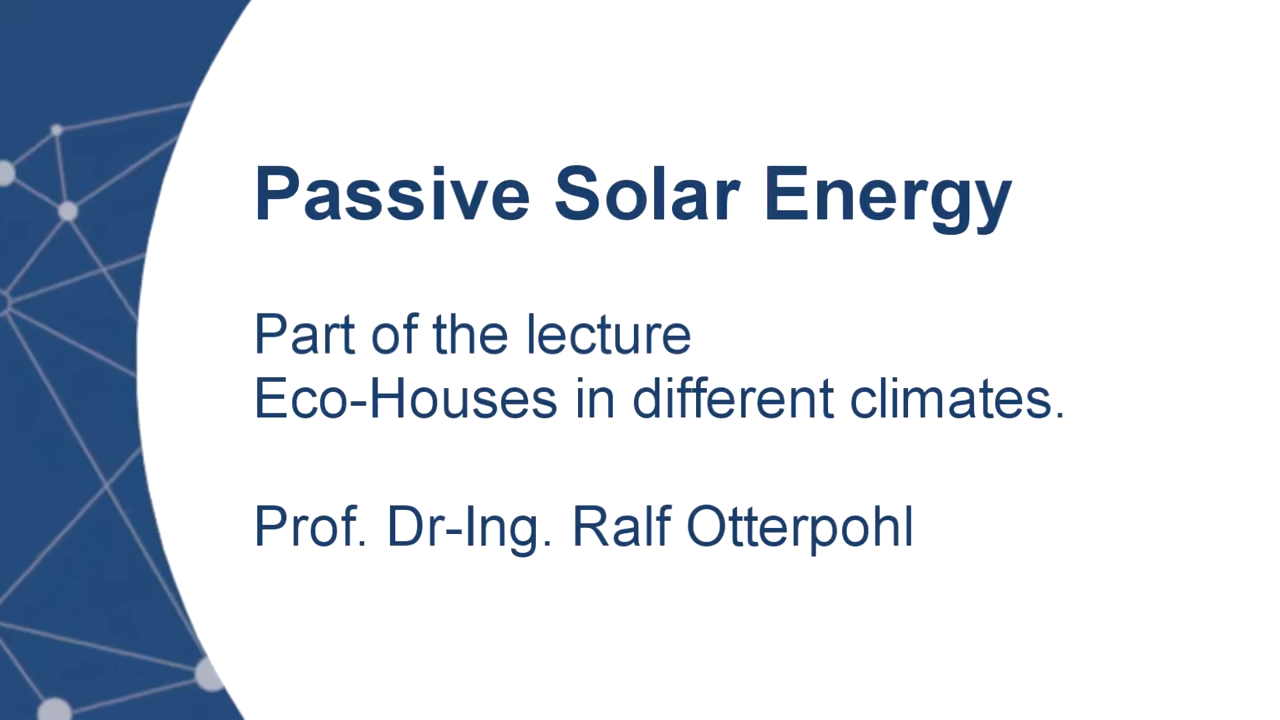 Passive Solar Energy
Part of the lecture
Eco-Houses in different climates.
Prof. Dr-Ing. Ralf Otterpohl